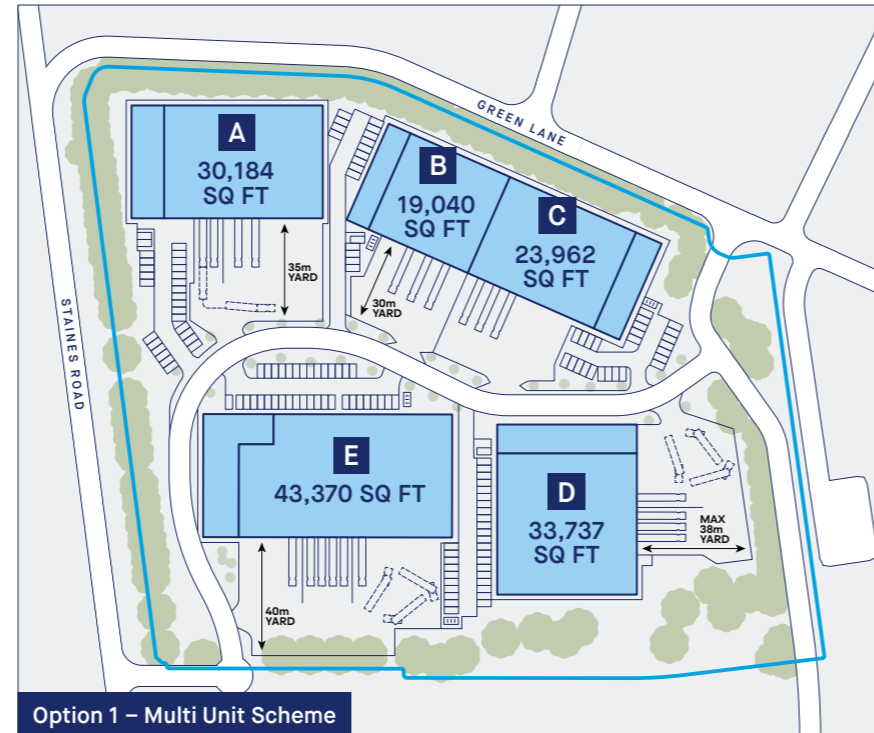 GREEN LANE
A
30,184
SQ FT
B
19,040
SQ FT
C
23,962
SQ FT
35m
YARD
30m
YARD
STAINES ROAD
E
43,370 SQ FT
D
33,737
SQ FT
MAX
38m
YARD
40m
YARD
Option 1 – Multi Unit Scheme